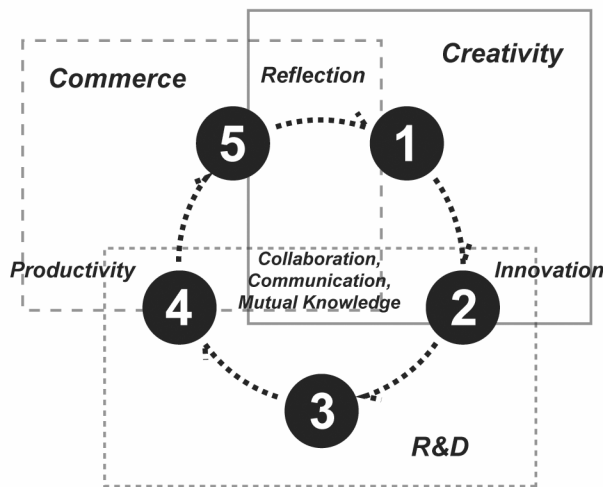 Creativity
Commerce
Reflection
5
1
Productivity
Collaboration,
Communication,
Mutual Knowledge
Innovation
4
2
3
R&D